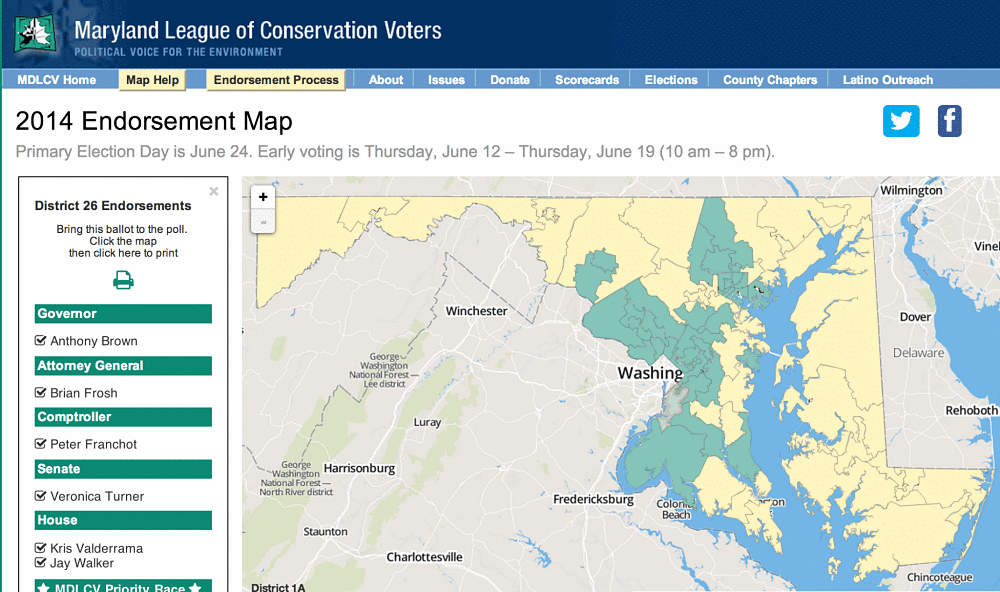 Maryland League of Conservation Voters
POLITICAL VOICE FOR THE ENVIRONMENT
MDLCV Home Map Help Endorsement Process About Issues Donate Scorecards Elections County Chapters Latino Outreach
2014 Endorsement Map
Primary Election Day is June 24. Early voting is Thursday, June 12 – Thursday, June 19 (10 am – 8 pm).
×
District 26 Endorsements
Bring this ballot to the poll.
Click the map
then click here to print
Governor
Anthony Brown
Attorney General
Brian Frosh
Comptroller
Peter Franchot
Senate
Veronica Turner
House
Kris Valderrama
Jay Walker
MDLCV Priority Race
+
-
Wilmington
Vinel
Winchester
Dover
George
Washington
National Forest —
Lee district
Washing
Delaware
Luray
Rehoboth
George
Washington
National Forest —
North River district
Harrisonburg
Fredericksburg
Colonial
Beach
ton
Staunton
Charlottesville
Chincoteague
District 1A